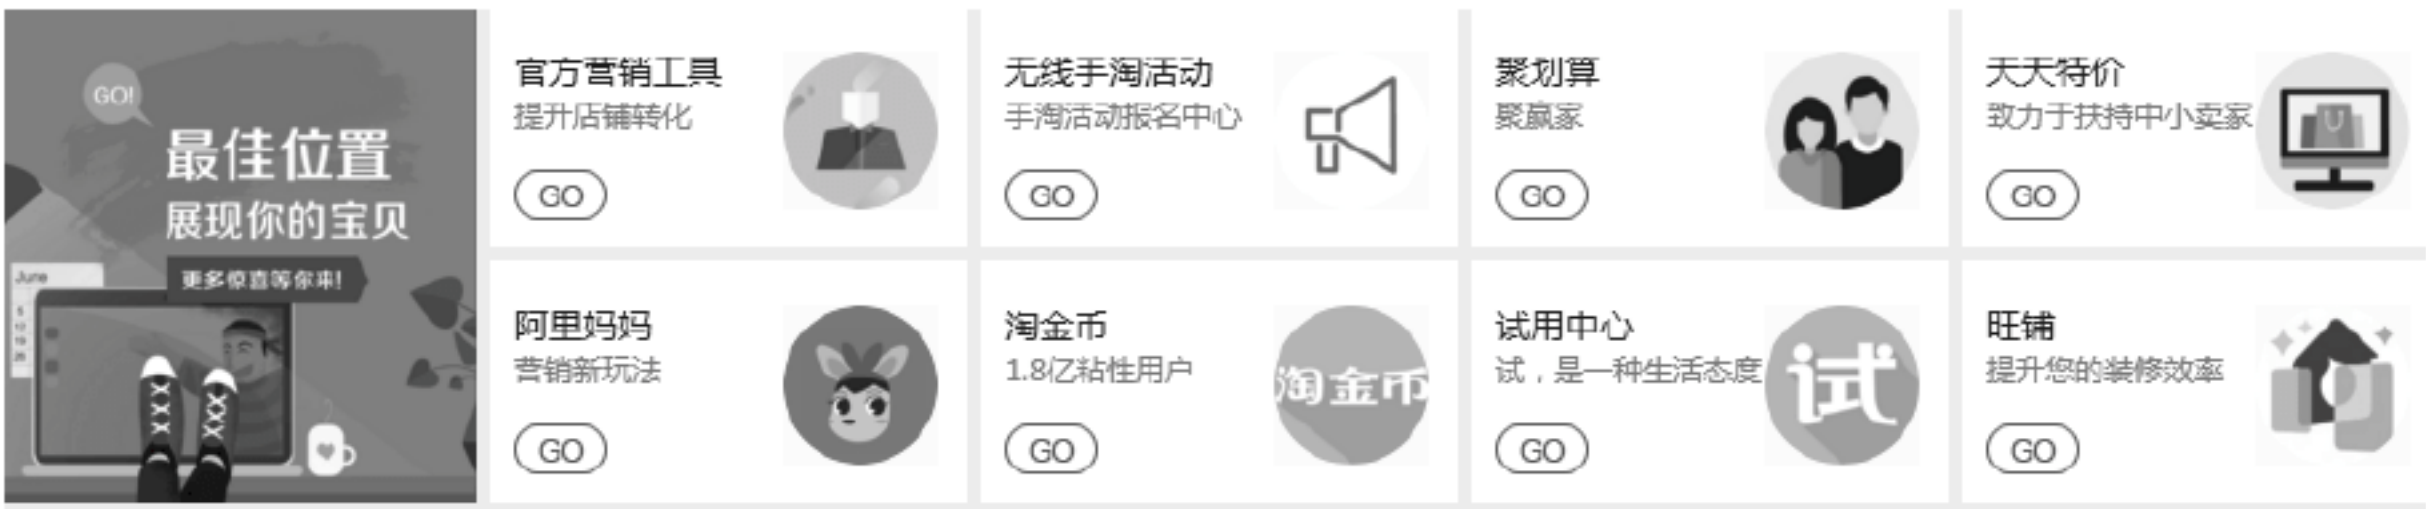 GO!
最佳位置
展现你的宝贝
更多惊喜等你来!
June
官方营销工具
提升店铺转化
GO
无线手淘活动
手淘活动报名中心
GO
聚划算
聚赢家
GO
天天特价
致力于扶持中小卖家
GO
阿里妈妈
营销新玩法
GO
淘金币
1.8亿粘性用户
GO
淘金币
试用中心
试，是一种生活态度
GO
试
旺铺
提升您的装修效率
GO